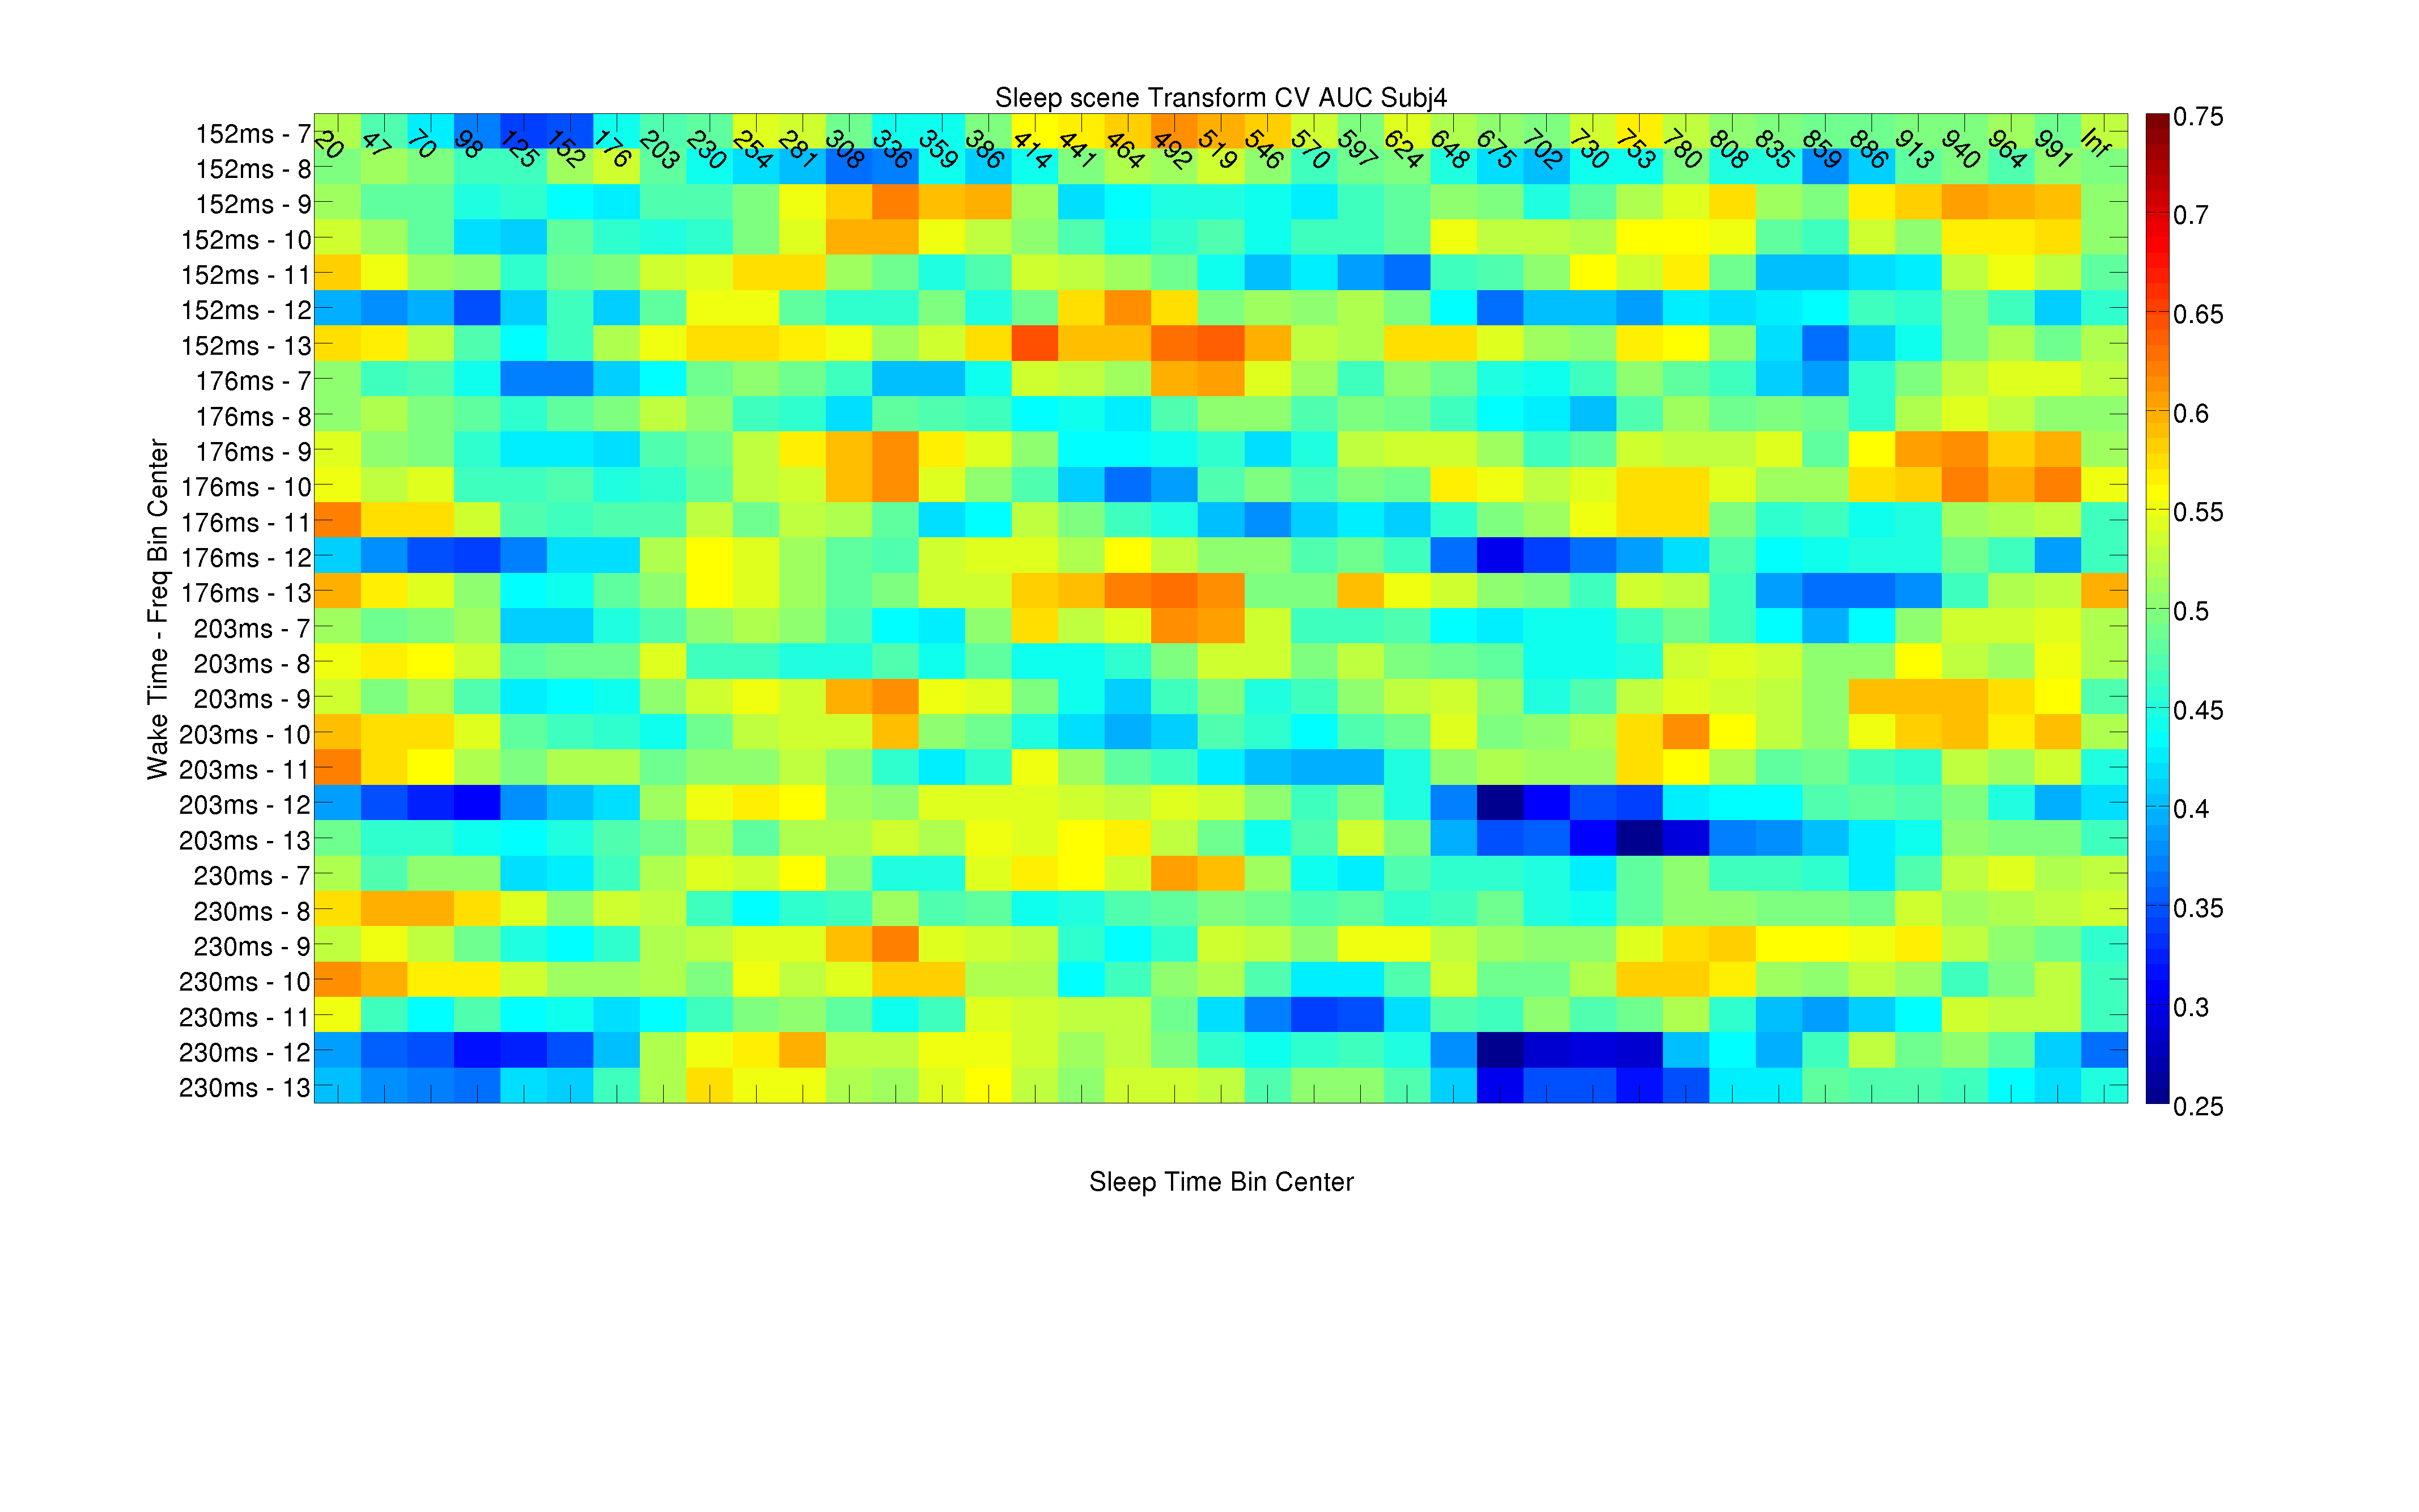 Sleep scene Transform CV AUC Subj4
20 47 70 98 125 152 176 203 230 254 281 308 336 359 386 414 441 464 492 519 546 570 597 624 648 675 702 730 753 780 808 835 859 886 913 940 964 991 Inf
152ms - 7
152ms - 8
152ms - 9
152ms - 10
152ms - 11
152ms - 12
152ms - 13
176ms - 7
176ms - 8
176ms - 9
176ms - 10
176ms - 11
176ms - 12
176ms - 13
203ms - 7
203ms - 8
203ms - 9
203ms - 10
203ms - 11
203ms - 12
203ms - 13
230ms - 7
230ms - 8
230ms - 9
230ms - 10
230ms - 11
230ms - 12
230ms - 13
Wake Time - Freq Bin Center
Sleep Time Bin Center
0.75
0.7
0.65
0.6
0.55
0.5
0.45
0.4
0.35
0.3
0.25